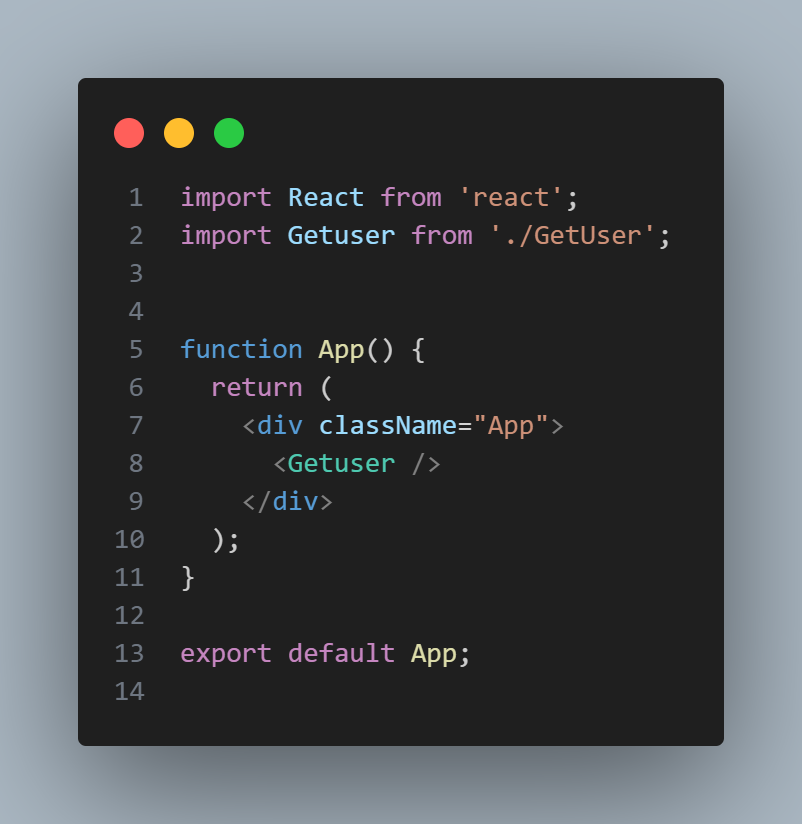 1 import React from 'react';
2 import Getuser from './GetUser';
3
4
5 function App() {
6   return (
7     <div className="App">
8       <Getuser />
9     </div>
10   );
11 }
12
13 export default App;
14